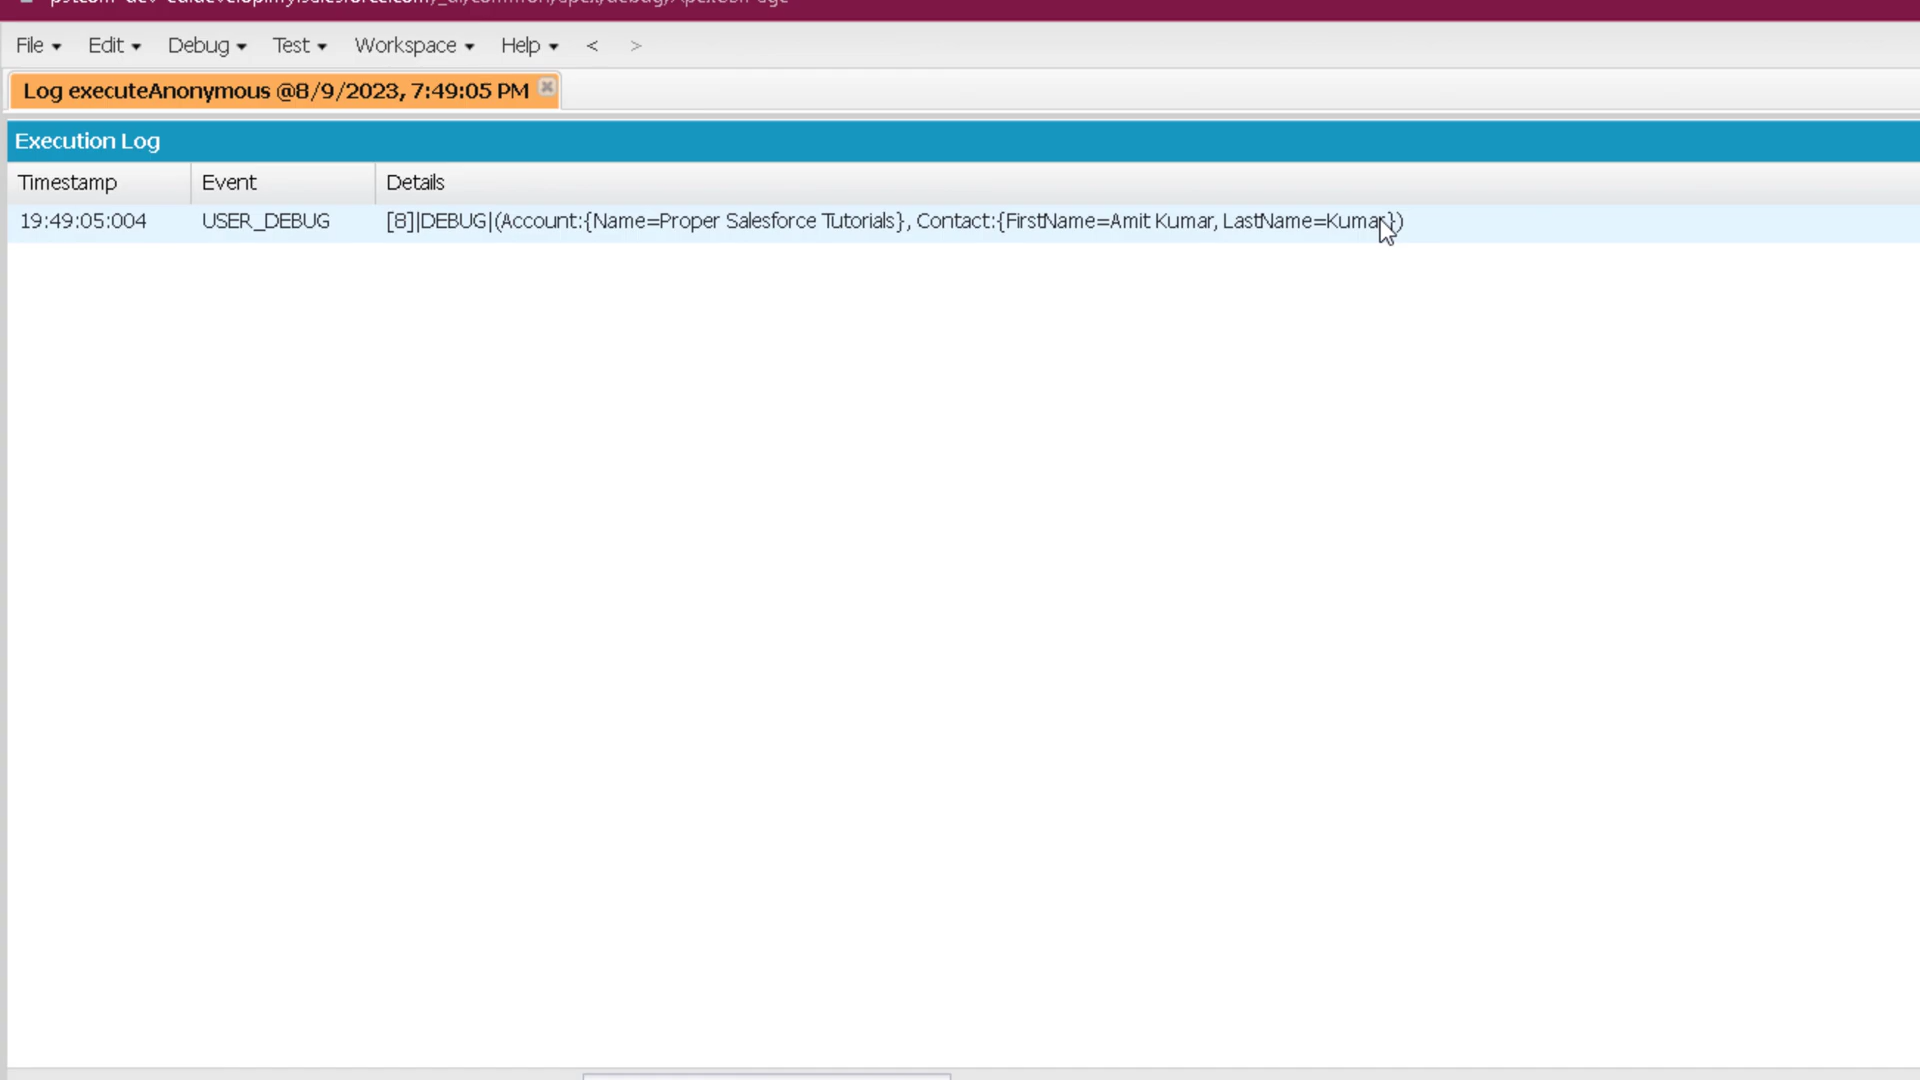 File Edit Debug Test Workspace Help < >
Log executeAnonymous @8/9/2023, 7:49:05 PM
Execution Log
Timestamp Event Details
19:49:05:004 USER_DEBUG [8]|DEBUG|(Account:{Name=Proper Salesforce Tutorials}, Contact:{FirstName=Amit Kumar, LastName=Kumar})